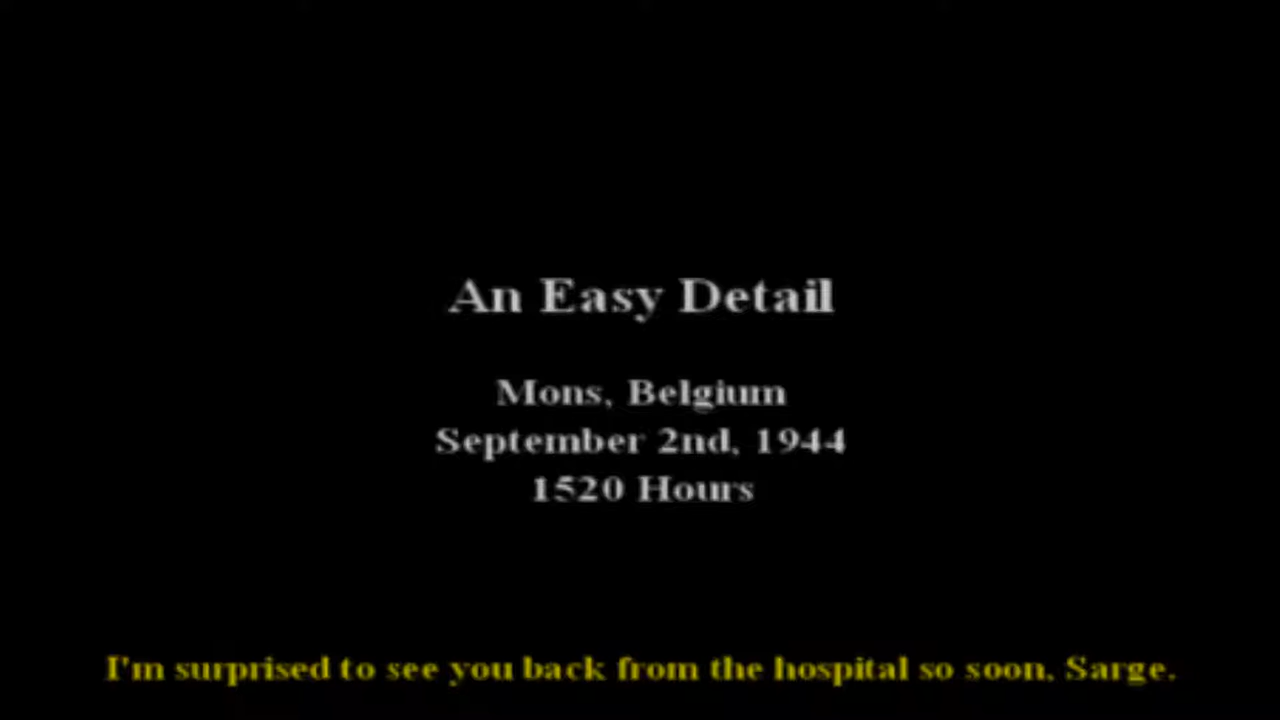 An Easy Detail
Mons, Belgium
September 2nd, 1944
1520 Hours
I'm surprised to see you back from the hospital so soon, Sarge.